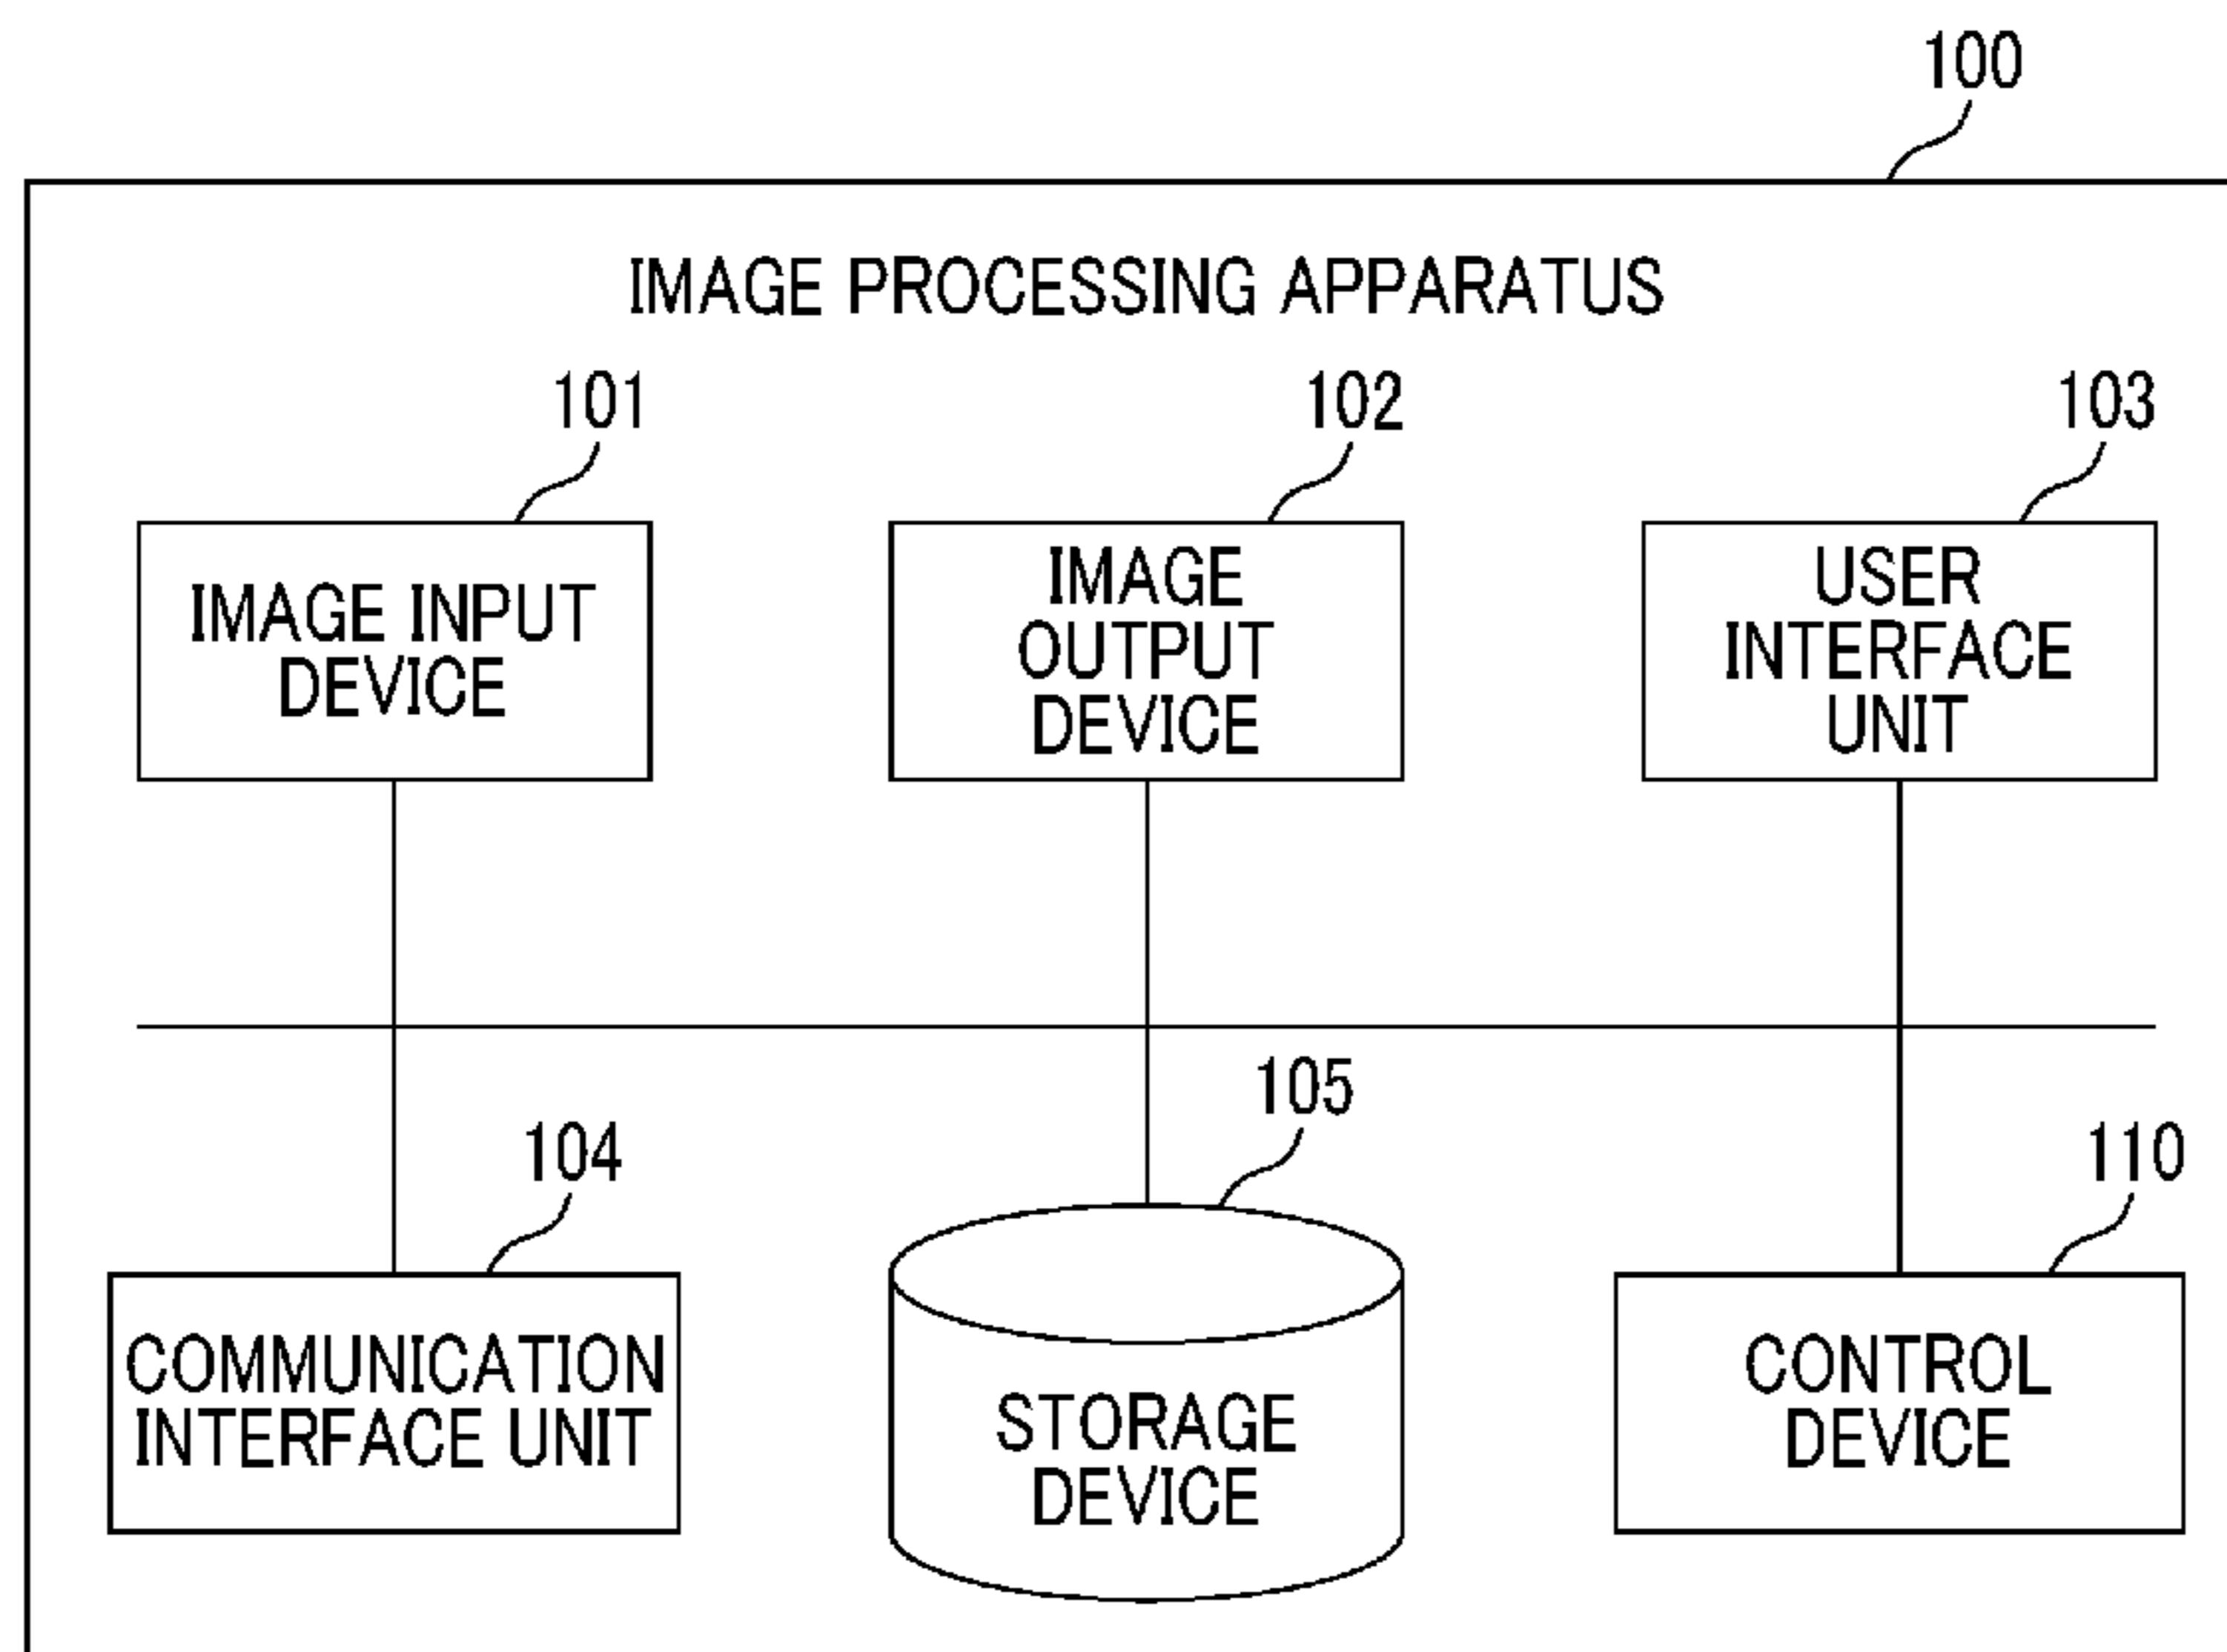 100
IMAGE PROCESSING APPARATUS
101
102
103
IMAGE INPUT
DEVICE
IMAGE
OUTPUT
DEVICE
USER
INTERFACE
UNIT
104
105
110
COMMUNICATION
INTERFACE UNIT
STORAGE
DEVICE
CONTROL
DEVICE